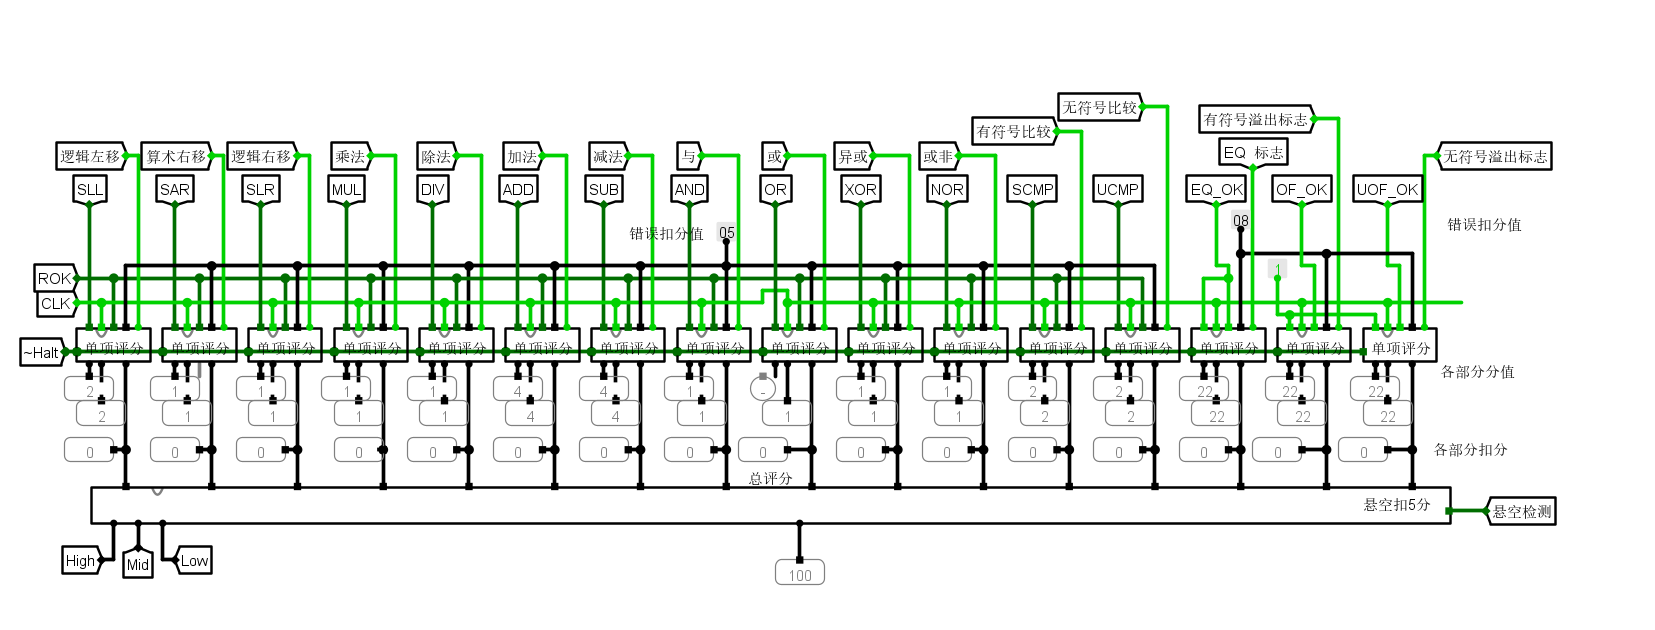 无符号比较
有符号比较
有符号溢出标志
EQ 标志
逻辑左移 算术右移 逻辑右移 乘法 除法 加法 减法 与 或 异或 或非 无符号溢出标志
SLL SAR SLR MUL DIV ADD SUB AND OR XOR NOR SCMP UCMP EQ_OK OF_OK UOF_OK
错误扣分值 05 08 错误扣分值
ROK 1
CLK
~Halt 单项评分 单项评分 单项评分 单项评分 单项评分 单项评分 单项评分 单项评分 单项评分 单项评分 单项评分 单项评分 单项评分 单项评分 单项评分 单项评分
各部分分值
2 1 1 1 1 4 4 1 - 1 1 2 2 22 22 22
2 1 1 1 1 4 4 1 1 1 1 2 2 22 22 22
0 0 0 0 0 0 0 0 0 0 0 0 0 0 0 0 各部分扣分
总评分
悬空扣5分 悬空检测
High Mid Low
100